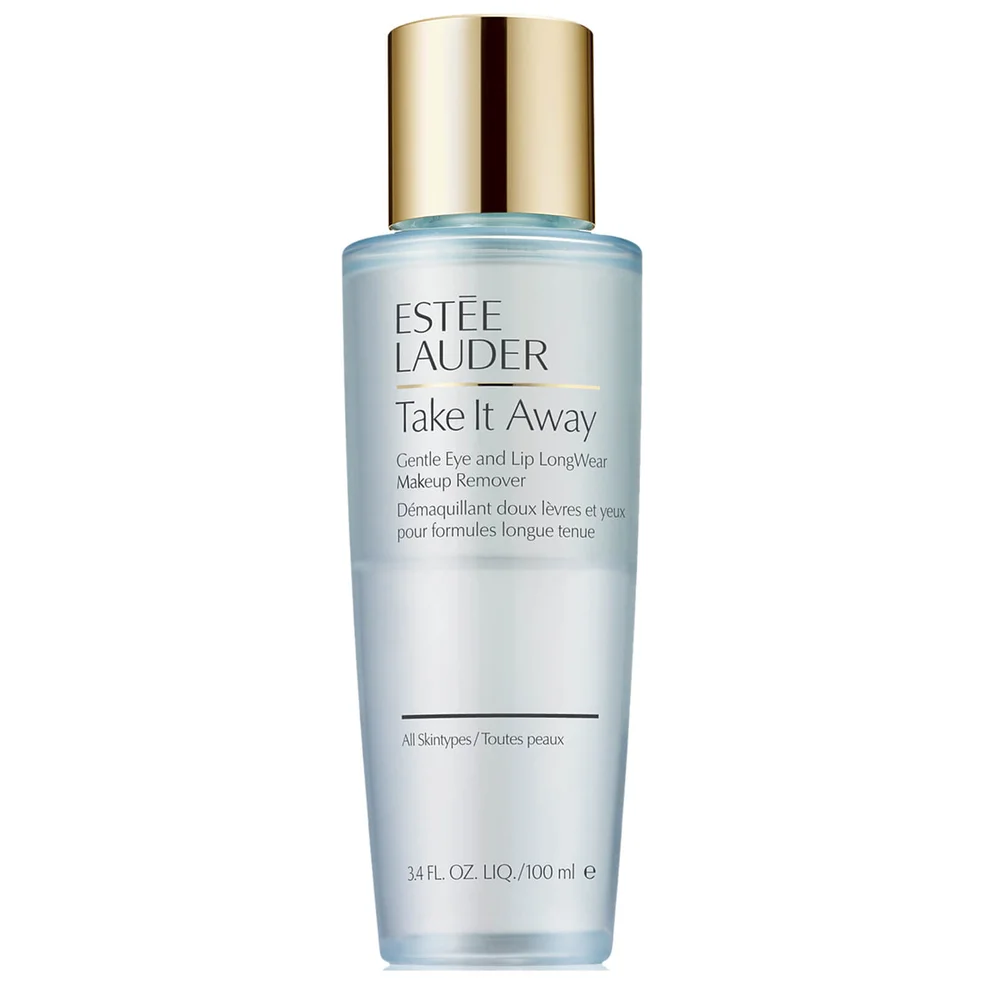 ESTĒE
LAUDER
Take It Away
Gentle Eye and Lip LongWear
Makeup Remover
Démaquillant doux lèvres et yeux
pour formules longue tenue
All Skintypes/Toutes peaux
3.4 FL. OZ. LIQ./100 ml ℮